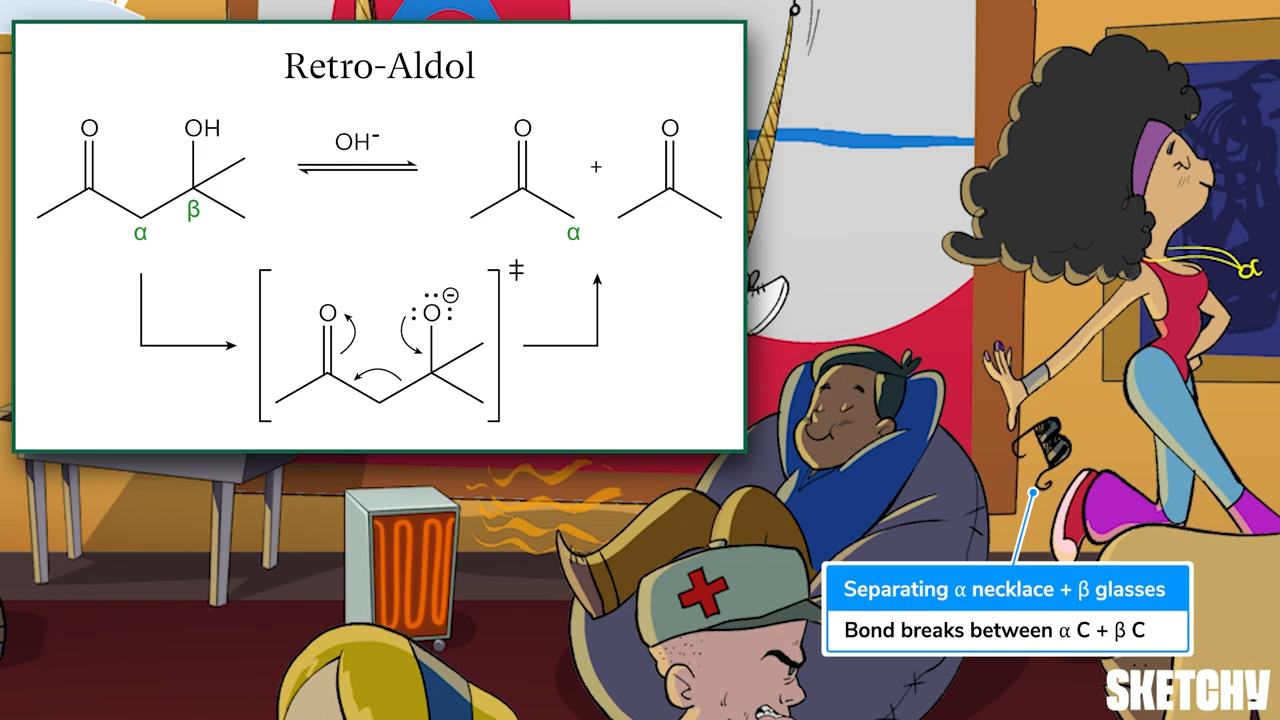 Retro-Aldol
O OH OH⁻ O + O
β
α α
‡
O :O: ⊖
α
β
Separating α necklace + β glasses
Bond breaks between α C + β C
SKETCHY